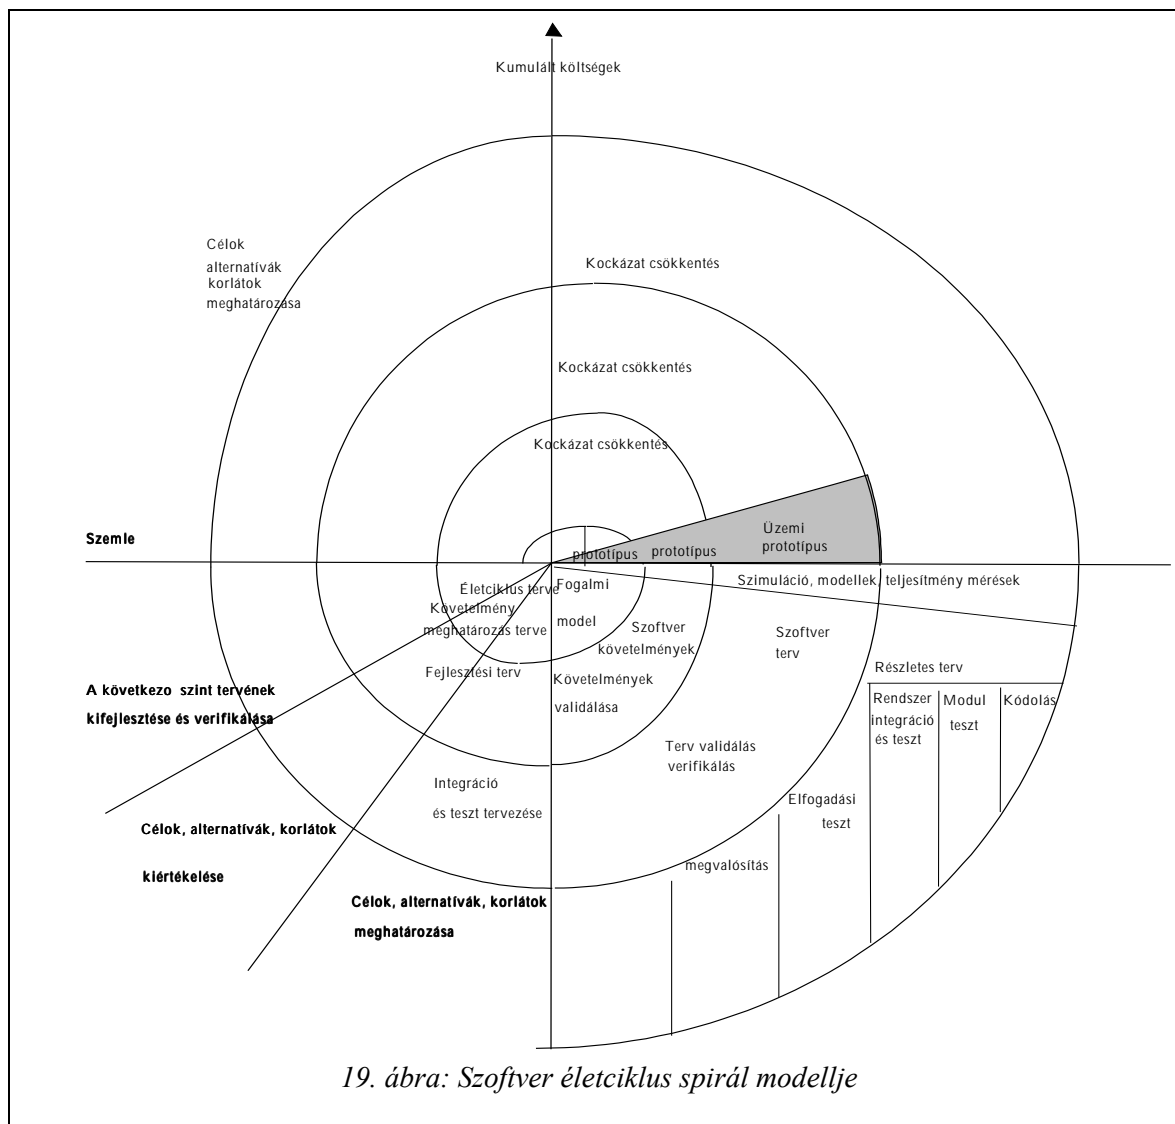 Kumulált költségek
Célok
alternatívák
korlátok
meghatározása
Kockázat csökkentés
Kockázat csökkentés
Kockázat csökkentés
Szemle
prototípus
prototípus
Üzemi
prototípus
Szimuláció, modellek, teljesítmény mérések
Életciklus terve
Követelmény
meghatározás terve
Fogalmi
model
Szoftver
követelmények
Szoftver
terv
Fejlesztési terv
Követelmények
validálása
Részletes terv
Rendszer
integráció
és teszt
Modul
teszt
Kódolás
A következo szint tervének
kifejlesztése és verifikálása
Terv validálás
verifikálás
Integráció
és teszt tervezése
Elfogadási
teszt
Célok, alternatívák, korlátok
kiértékelése
megvalósítás
Célok, alternatívák, korlátok
meghatározása
19. ábra: Szoftver életciklus spirál modellje